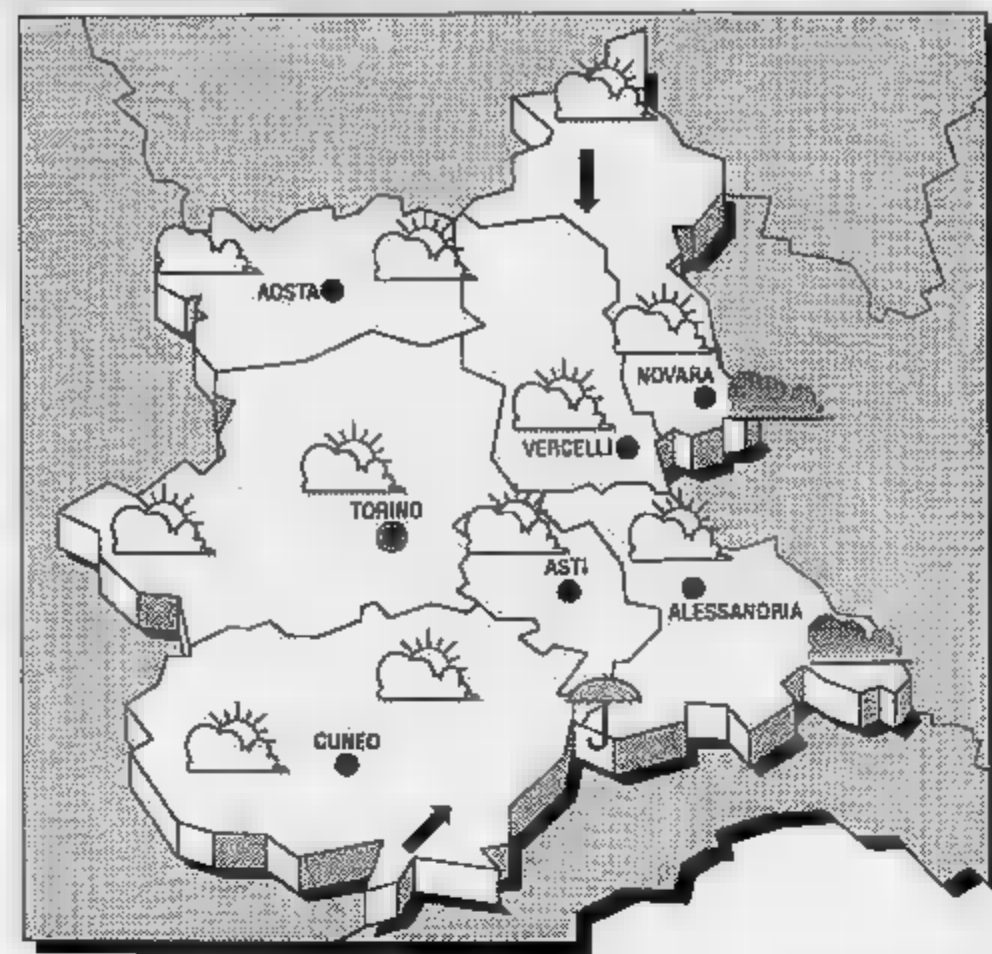 AOSTA
NOVARA
VERCELLI
TORINO
ASTI
ALESSANDRIA
CUNEO